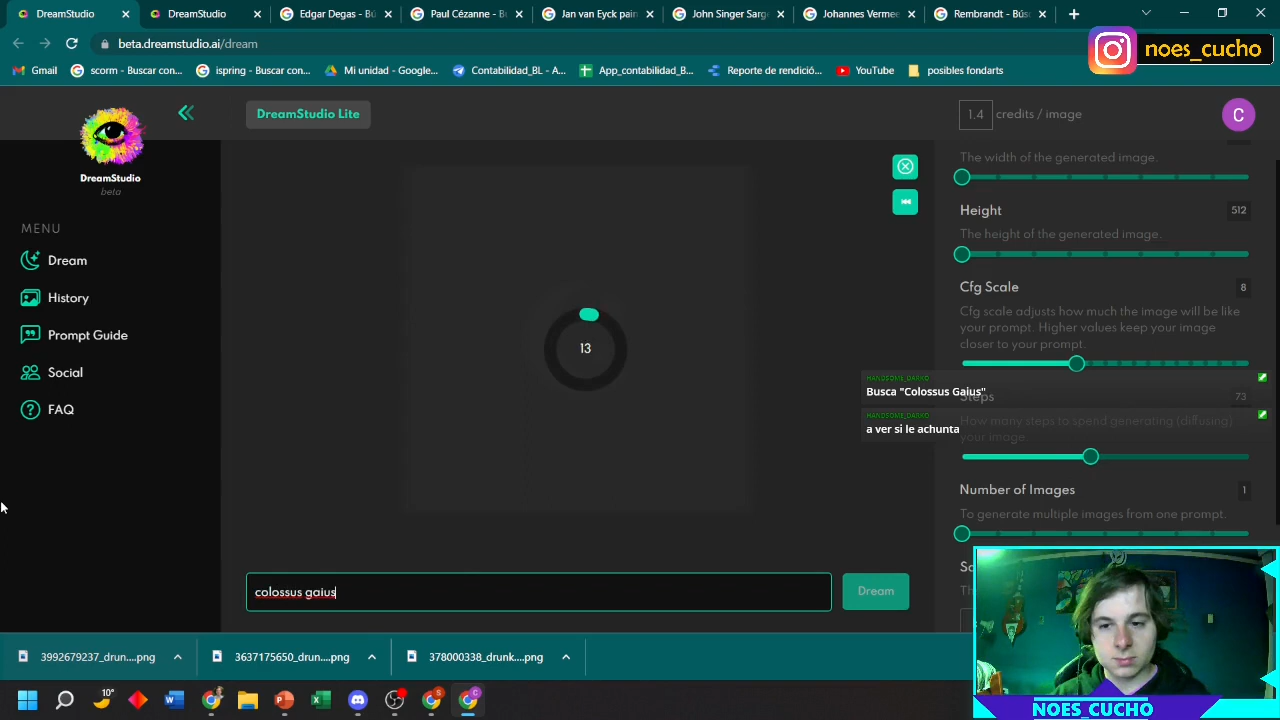 DreamStudio
DreamStudio
Edgar Degas - Bú
Paul Cézanne - B
Jan van Eyck pain
John Singer Sarg
Johannes Vermee
Rembrandt - Búsc
beta.dreamstudio.ai/dream
noes_cucho
Gmail
scorm - Buscar con...
ispring - Buscar con...
Mi unidad - Google...
Contabilidad_BL - A...
App_contabilidad_B...
Reporte de rendició...
YouTube
posibles fondarts
DreamStudio Lite
1.4 credits / image
C
DreamStudio
beta
The width of the generated image.
MENU
Height 512
The height of the generated image.
Dream
History
Prompt Guide
Social
FAQ
Cfg Scale 8
Cfg scale adjusts how much the image will be like
your prompt. Higher values keep your image
closer to your prompt.
13
HANDSOME_DARKO
Busca "Colossus Gaius"
Steps 73
HANDSOME_DARKO
a ver si le achunta
How many steps to spend generating (diffusing)
your image.
Number of Images 1
To generate multiple images from one prompt.
colossus gaius
Dream
3992679237_drun....png
3637175650_drun....png
378000338_drunk....png
10°
NOES_CUCHO